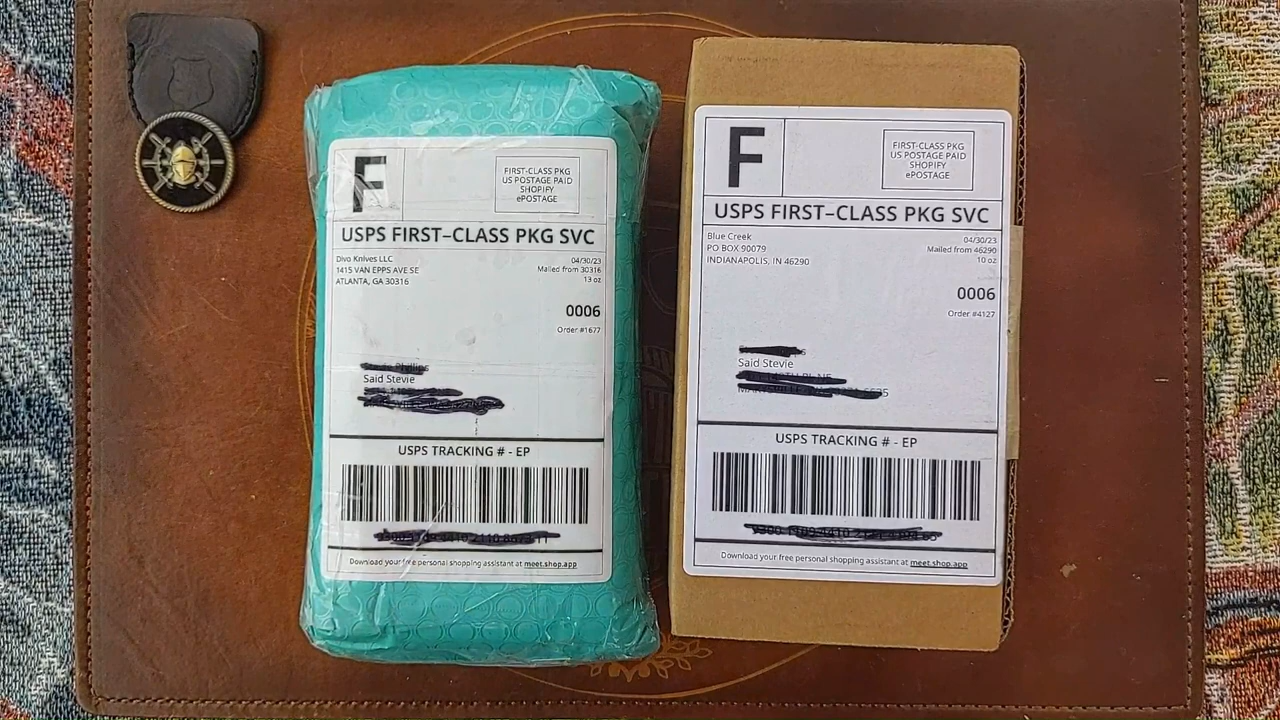 F
FIRST-CLASS PKG
US POSTAGE PAID
SHOPIFY
ePOSTAGE
USPS FIRST-CLASS PKG SVC
Divo Knives LLC
1415 VAN EPPS AVE SE
ATLANTA, GA 30316
04/30/23
Mailed from 30316
13 oz
0006
Order #1677
Said Stevie
USPS TRACKING # - EP
Download your free personal shopping assistant at meet.shop.app
F
FIRST-CLASS PKG
US POSTAGE PAID
SHOPIFY
ePOSTAGE
USPS FIRST-CLASS PKG SVC
Blue Creek
PO BOX 90079
INDIANAPOLIS, IN 46290
04/30/23
Mailed from 46290
10 oz
0006
Order #4127
Said Stevie
USPS TRACKING # - EP
Download your free personal shopping assistant at meet.shop.app